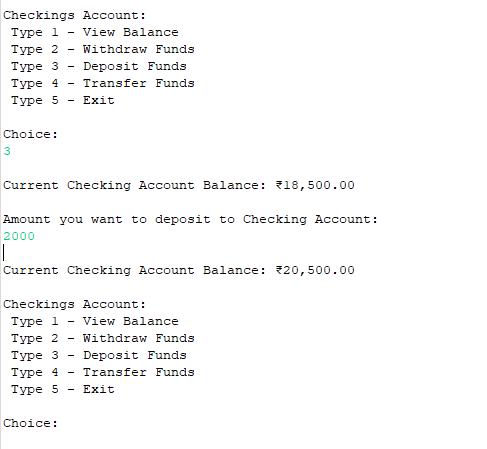 Checkings Account:
Type 1 - View Balance
Type 2 - Withdraw Funds
Type 3 - Deposit Funds
Type 4 - Transfer Funds
Type 5 - Exit
Choice:
3
Current Checking Account Balance: ₹18,500.00
Amount you want to deposit to Checking Account:
2000
Current Checking Account Balance: ₹20,500.00
Checkings Account:
Type 1 - View Balance
Type 2 - Withdraw Funds
Type 3 - Deposit Funds
Type 4 - Transfer Funds
Type 5 - Exit
Choice: